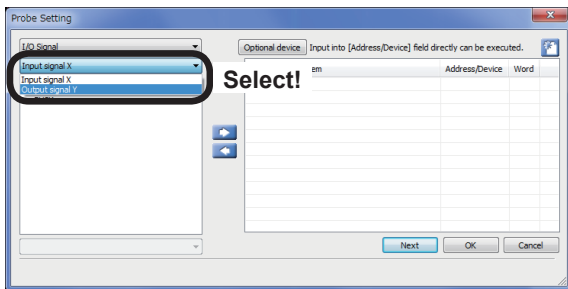 Probe Setting
I/O Signal
Optional device Input into [Address/Device] field directly can be executed.
Input signal X
Address/Device Word
Input signal X
Output signal Y
Select!
Next OK Cancel